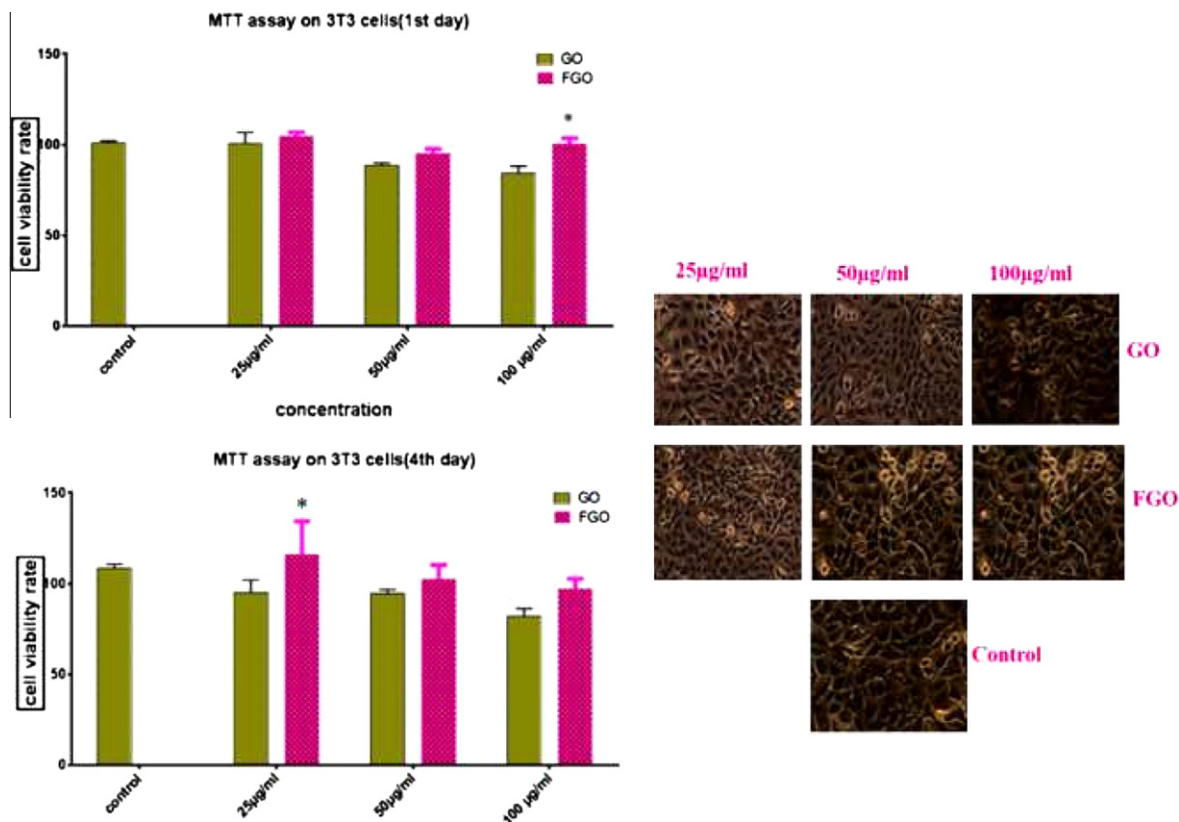 MTT assay on 3T3 cells(1st day)
150
100
50
0
cell viability rate
GO
FGO
*
control
25µg/ml
50µg/ml
100 µg/ml
concentration
MTT assay on 3T3 cells(4th day)
150
100
50
0
cell viability rate
GO
FGO
*
control
25µg/ml
50µg/ml
100 µg/ml
25µg/ml 50µg/ml 100µg/ml
GO
FGO
Control